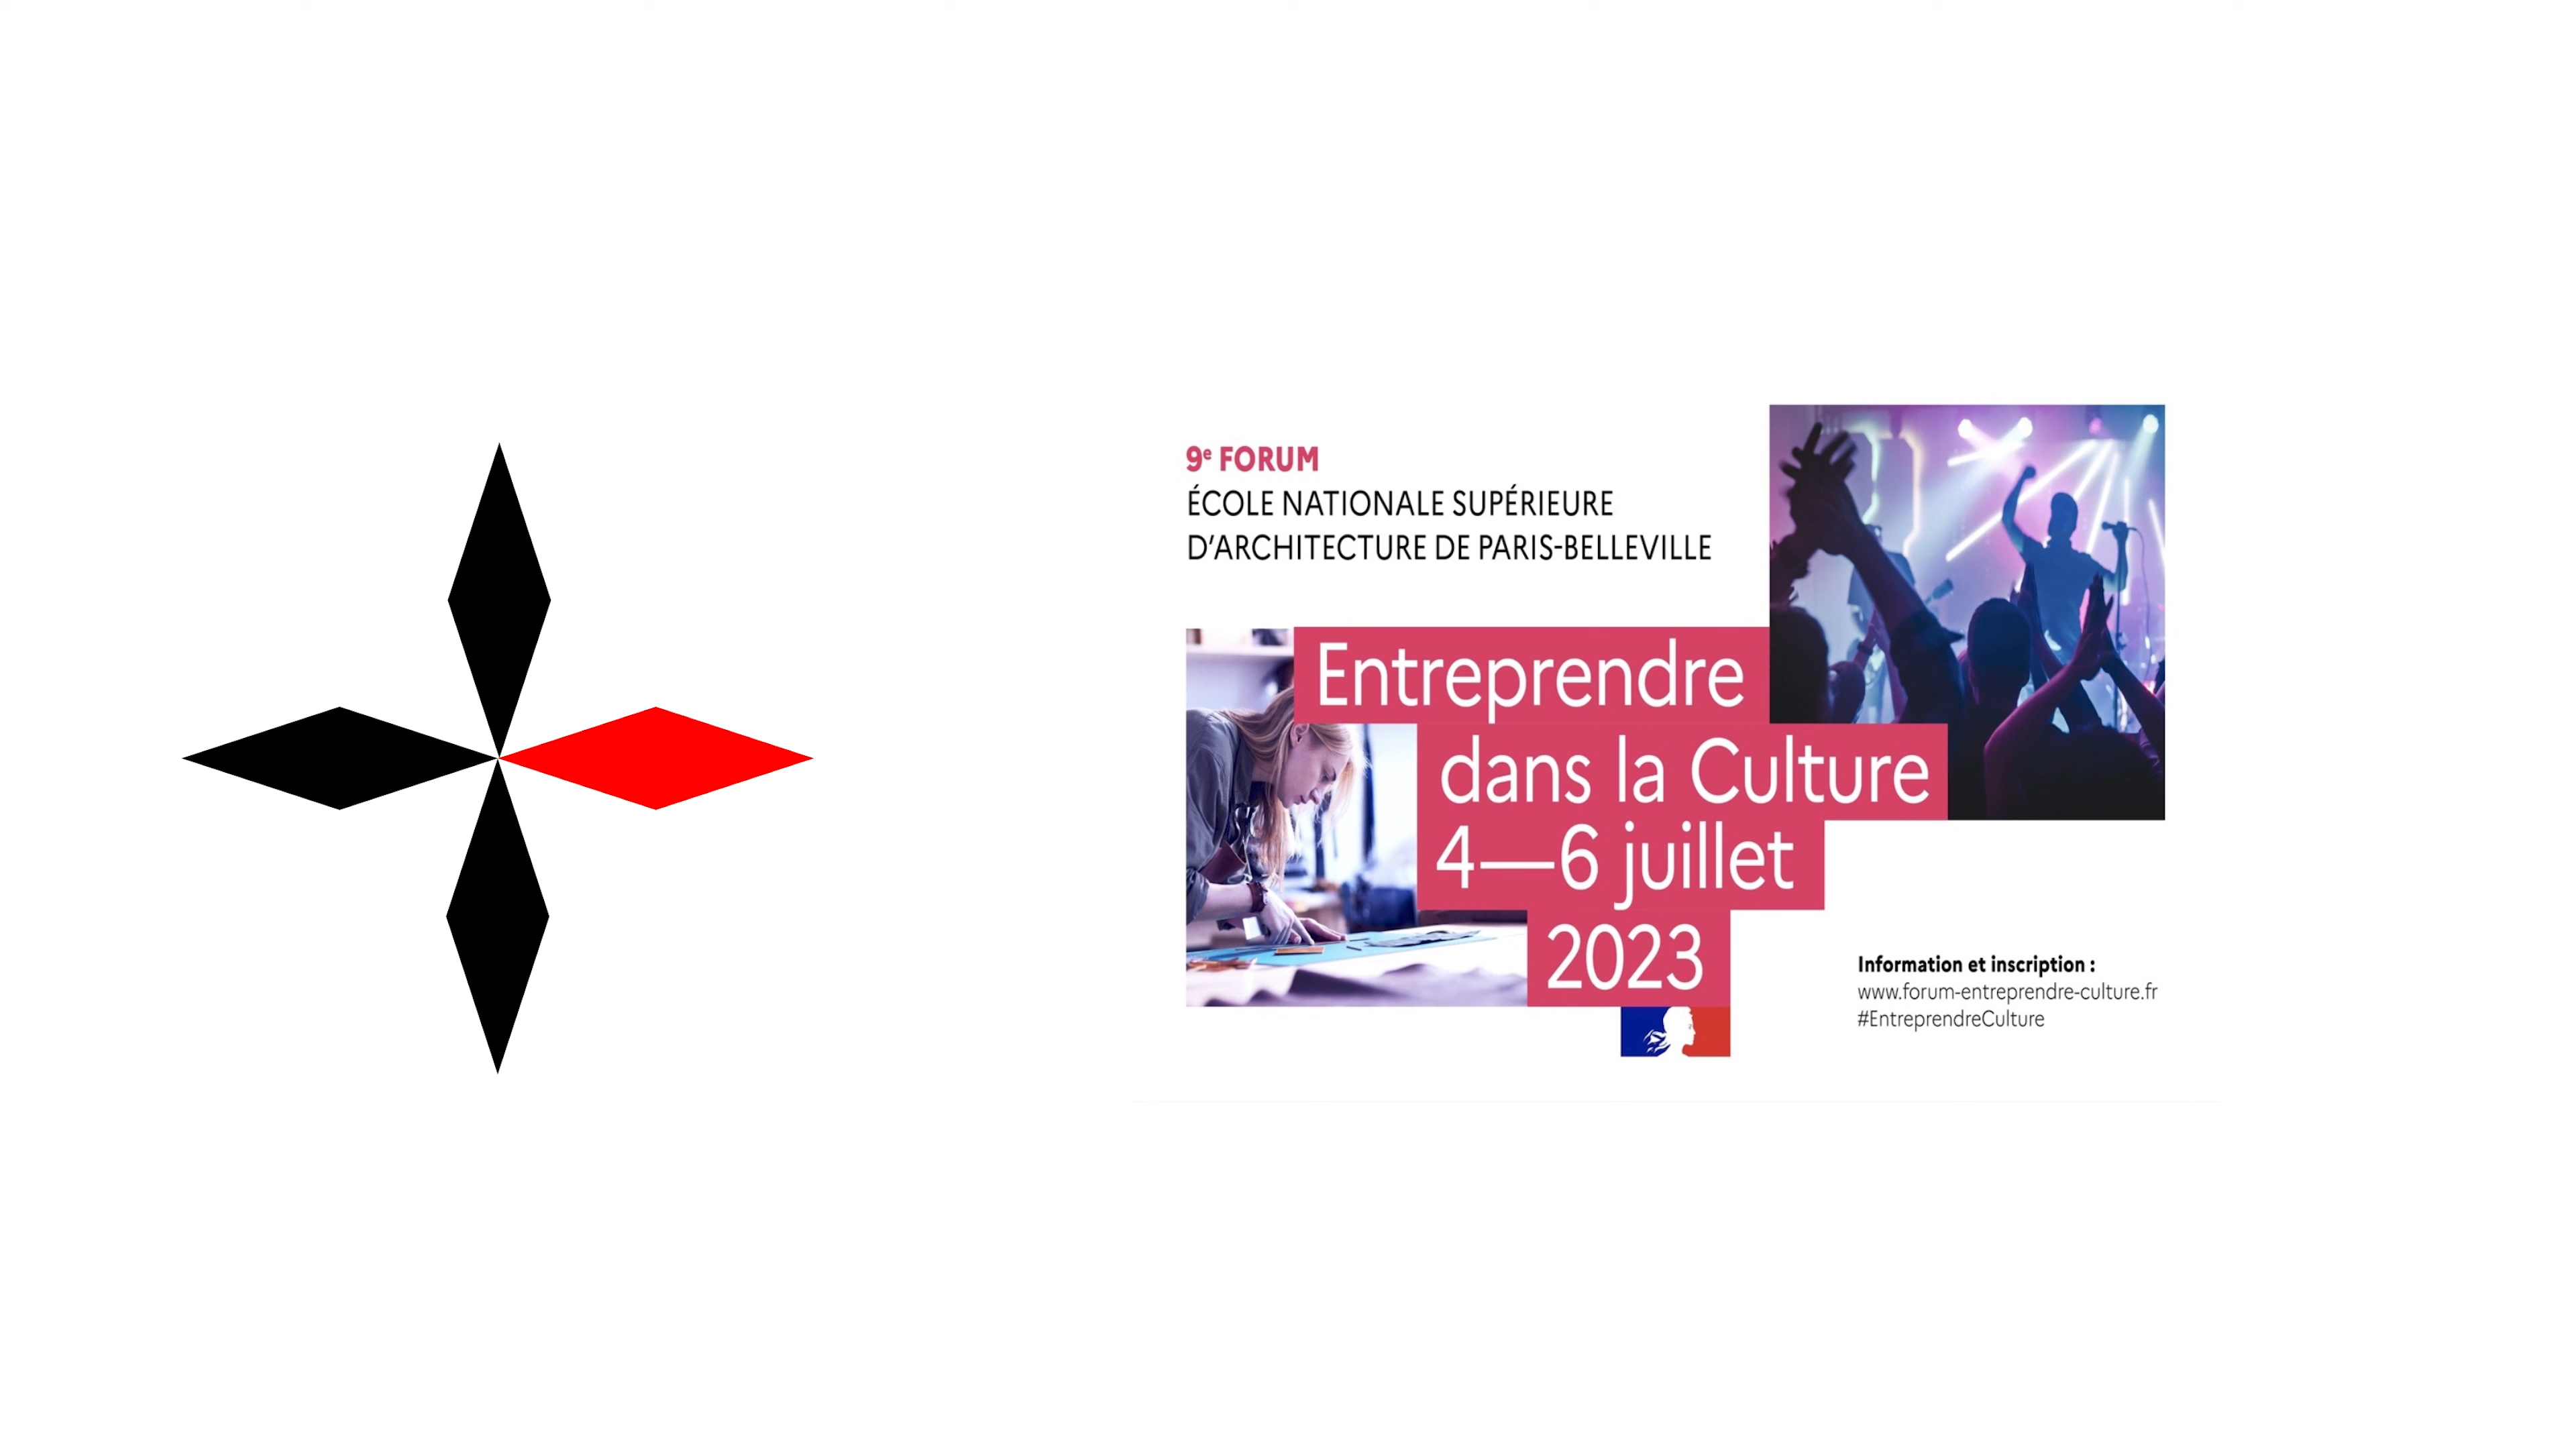 9e FORUM
ÉCOLE NATIONALE SUPÉRIEURE
D'ARCHITECTURE DE PARIS-BELLEVILLE
Entreprendre
dans la Culture
4—6 juillet
2023
Information et inscription :
www.forum-entreprendre-culture.fr
#EntreprendreCulture